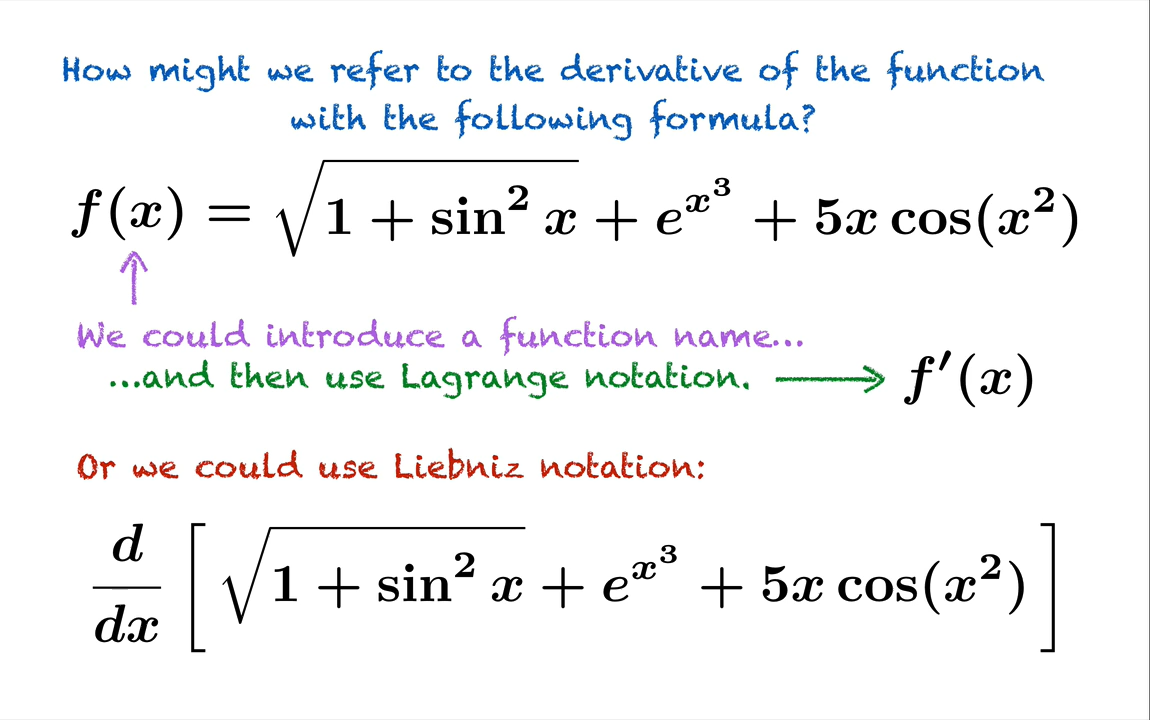 How might we refer to the derivative of the function
with the following formula?
f(x) = √(1 + sin² x) + e^{x³} + 5x cos(x²)
We could introduce a function name...
...and then use Lagrange notation. → f′(x)
Or we could use Liebniz notation:
d/dx [ √(1 + sin² x) + e^{x³} + 5x cos(x²) ]